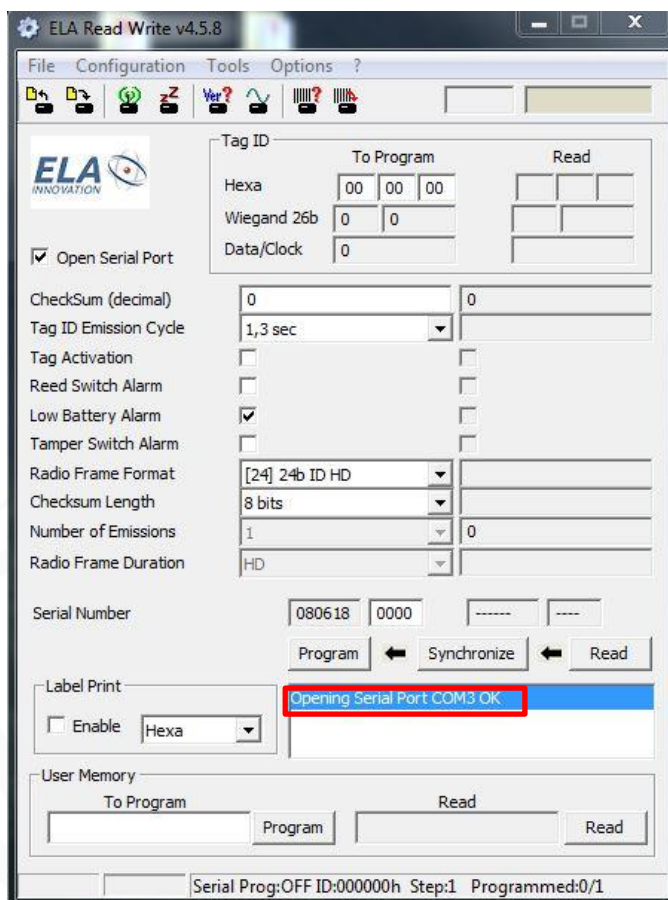 ELA Read Write v4.5.8
File Configuration Tools Options ?
Ver?
Tag ID
To Program Read
ELA
INNOVATION
Hexa 00 00 00
Wiegand 26b 0 0
Data/Clock 0
Open Serial Port
CheckSum (decimal) 0 0
Tag ID Emission Cycle 1,3 sec
Tag Activation
Reed Switch Alarm
Low Battery Alarm
Tamper Switch Alarm
Radio Frame Format [24] 24b ID HD
Checksum Length 8 bits
Number of Emissions 1 0
Radio Frame Duration HD
Serial Number 080618 0000 ------ ----
Program Synchronize Read
Label Print
Enable Hexa
Opening Serial Port COM3 OK
User Memory
To Program Read
Program Read
Serial Prog:OFF ID:000000h Step:1 Programmed:0/1